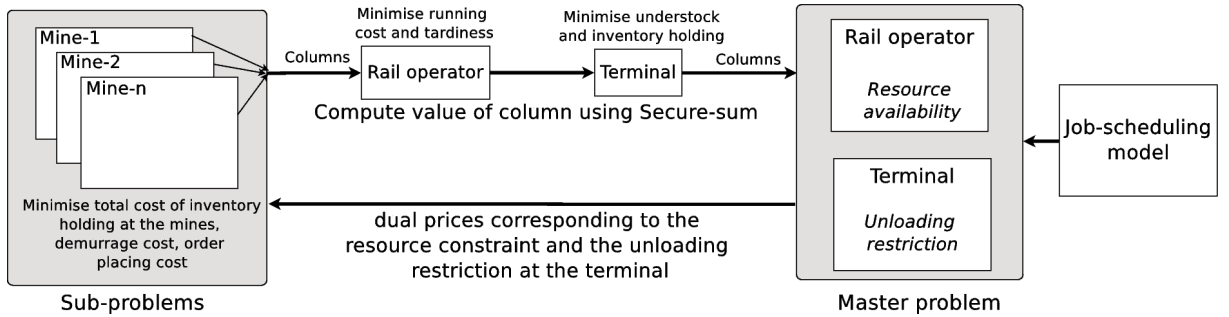 Mine-1
Mine-2
Mine-n
Minimise total cost of inventory
holding at the mines,
demurrage cost, order
placing cost
Sub-problems
Columns
Minimise running
cost and tardiness
Rail operator
Minimise understock
and inventory holding
Terminal
Columns
Compute value of column using Secure-sum
dual prices corresponding to the
resource constraint and the unloading
restriction at the terminal
Rail operator
Resource
availability
Terminal
Unloading
restriction
Master problem
Job-scheduling
model